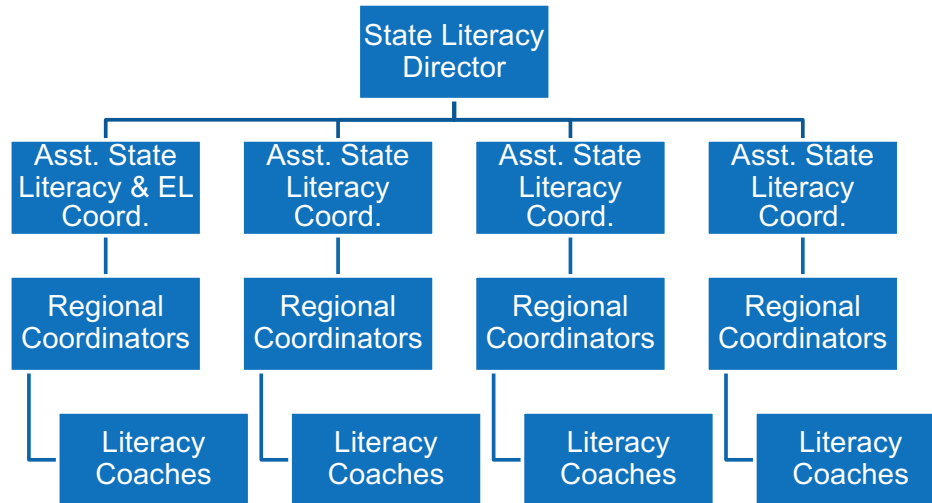 State Literacy
Director
Asst. State
Literacy & EL
Coord.
Asst. State
Literacy
Coord.
Asst. State
Literacy
Coord.
Asst. State
Literacy
Coord.
Regional
Coordinators
Regional
Coordinators
Regional
Coordinators
Regional
Coordinators
Literacy
Coaches
Literacy
Coaches
Literacy
Coaches
Literacy
Coaches